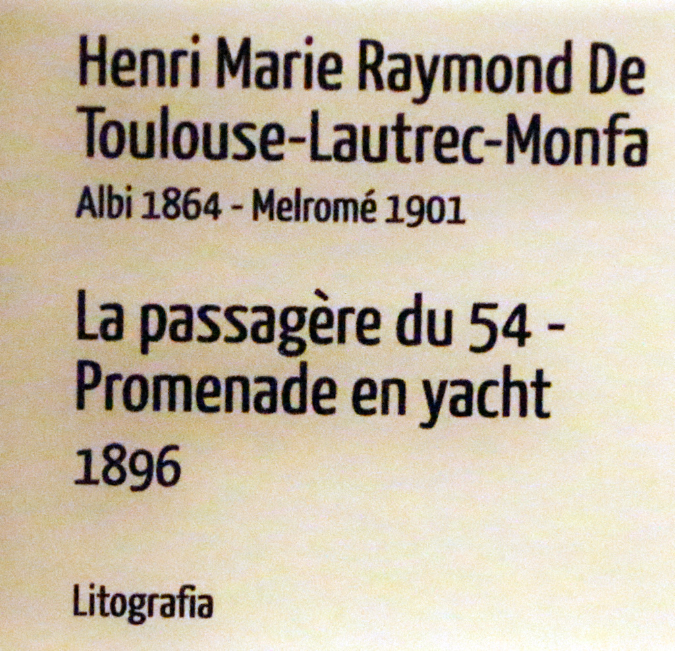 Henri Marie Raymond De
Toulouse-Lautrec-Monfa
Albi 1864 - Melromé 1901
La passagère du 54 -
Promenade en yacht
1896
Litografia